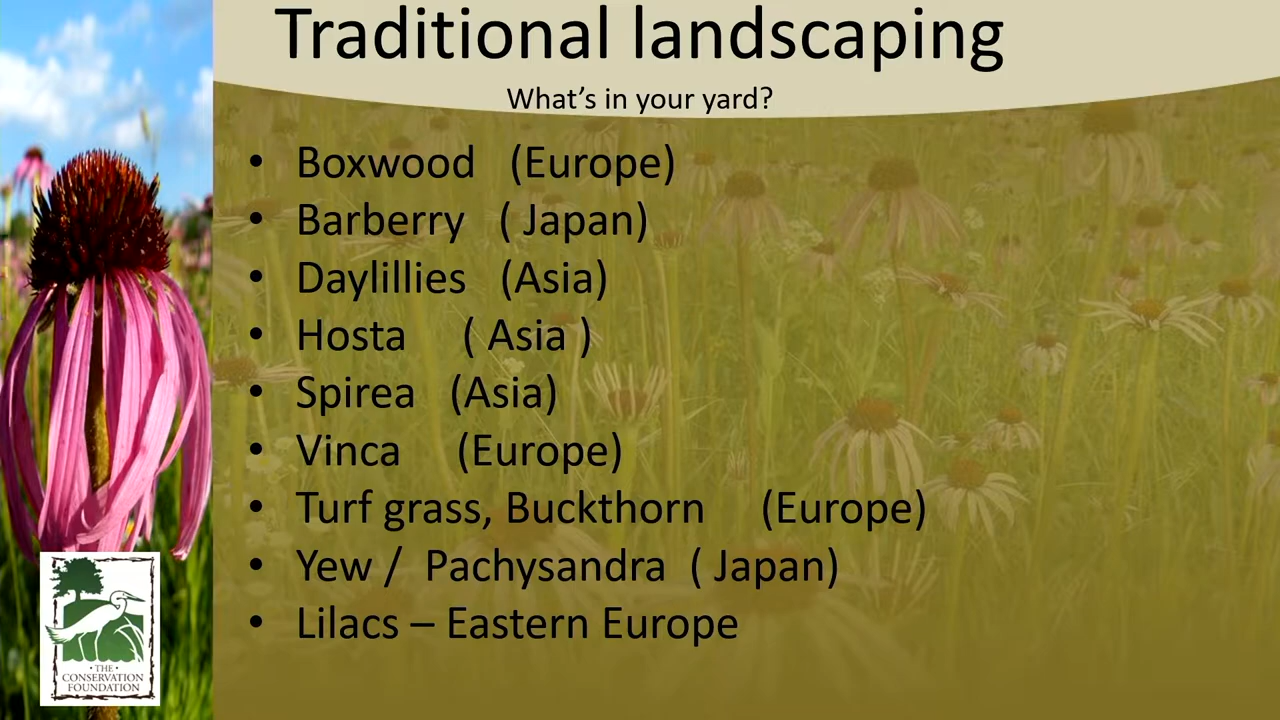 Traditional landscaping
What’s in your yard?
• Boxwood (Europe)
• Barberry ( Japan)
• Daylillies (Asia)
• Hosta ( Asia )
• Spirea (Asia)
• Vinca (Europe)
• Turf grass, Buckthorn (Europe)
• Yew / Pachysandra ( Japan)
• Lilacs – Eastern Europe
• THE •
CONSERVATION
FOUNDATION